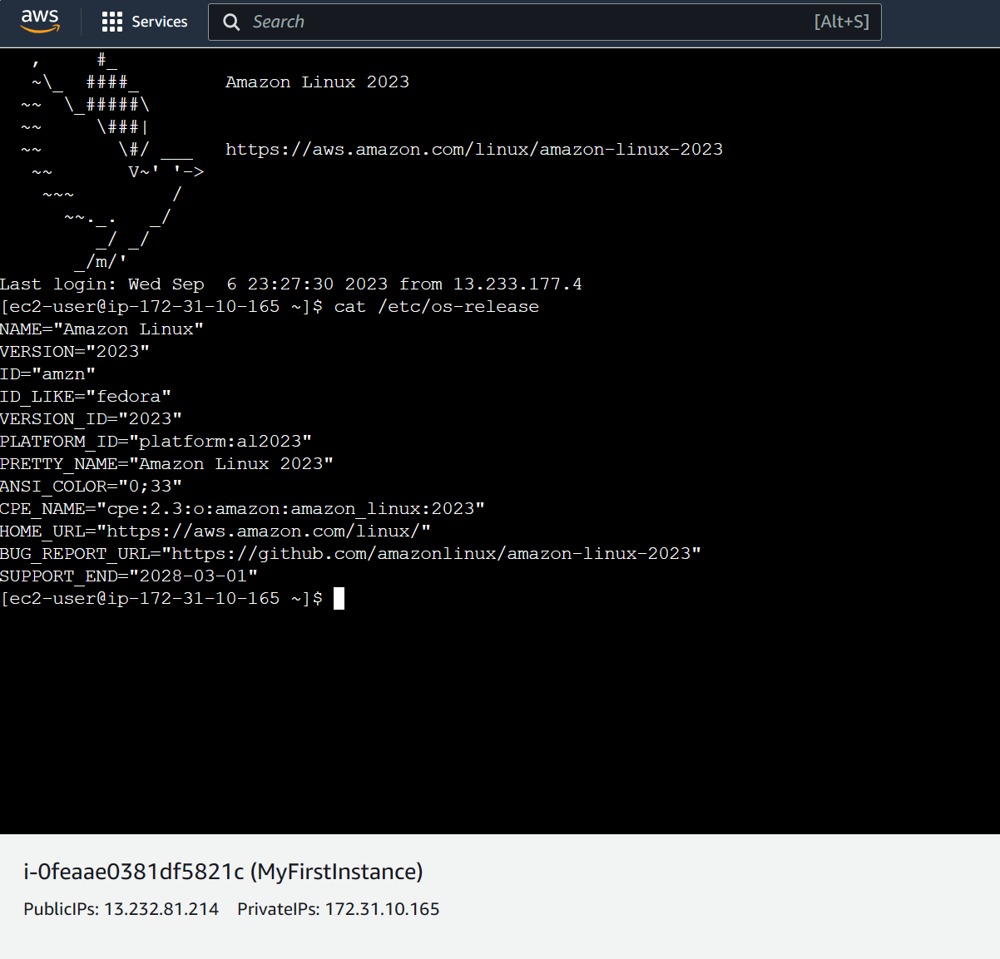 aws Services Search [Alt+S]
   ,     #_
   ~\_  ####_        Amazon Linux 2023
  ~~  \_#####\
  ~~     \###|
  ~~       \#/ ___   https://aws.amazon.com/linux/amazon-linux-2023
   ~~       V~' '->
    ~~~         /
      ~~._.   _/
         _/ _/
       _/m/'
Last login: Wed Sep  6 23:27:30 2023 from 13.233.177.4
[ec2-user@ip-172-31-10-165 ~]$ cat /etc/os-release
NAME="Amazon Linux"
VERSION="2023"
ID="amzn"
ID_LIKE="fedora"
VERSION_ID="2023"
PLATFORM_ID="platform:al2023"
PRETTY_NAME="Amazon Linux 2023"
ANSI_COLOR="0;33"
CPE_NAME="cpe:2.3:o:amazon:amazon_linux:2023"
HOME_URL="https://aws.amazon.com/linux/"
BUG_REPORT_URL="https://github.com/amazonlinux/amazon-linux-2023"
SUPPORT_END="2028-03-01"
[ec2-user@ip-172-31-10-165 ~]$
i-0feaae0381df5821c (MyFirstInstance)
PublicIPs: 13.232.81.214 PrivateIPs: 172.31.10.165